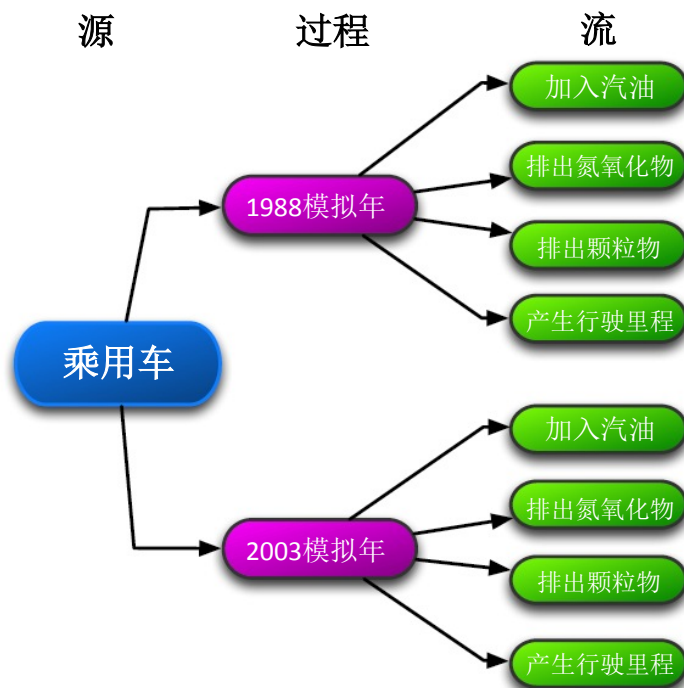 源 过程 流
加入汽油
排出氮氧化物
1988模拟年
排出颗粒物
产生行驶里程
乘用车
加入汽油
排出氮氧化物
2003模拟年
排出颗粒物
产生行驶里程